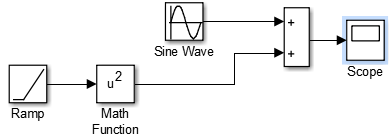 +
Sine Wave
+
Scope
u²
Ramp
Math
Function